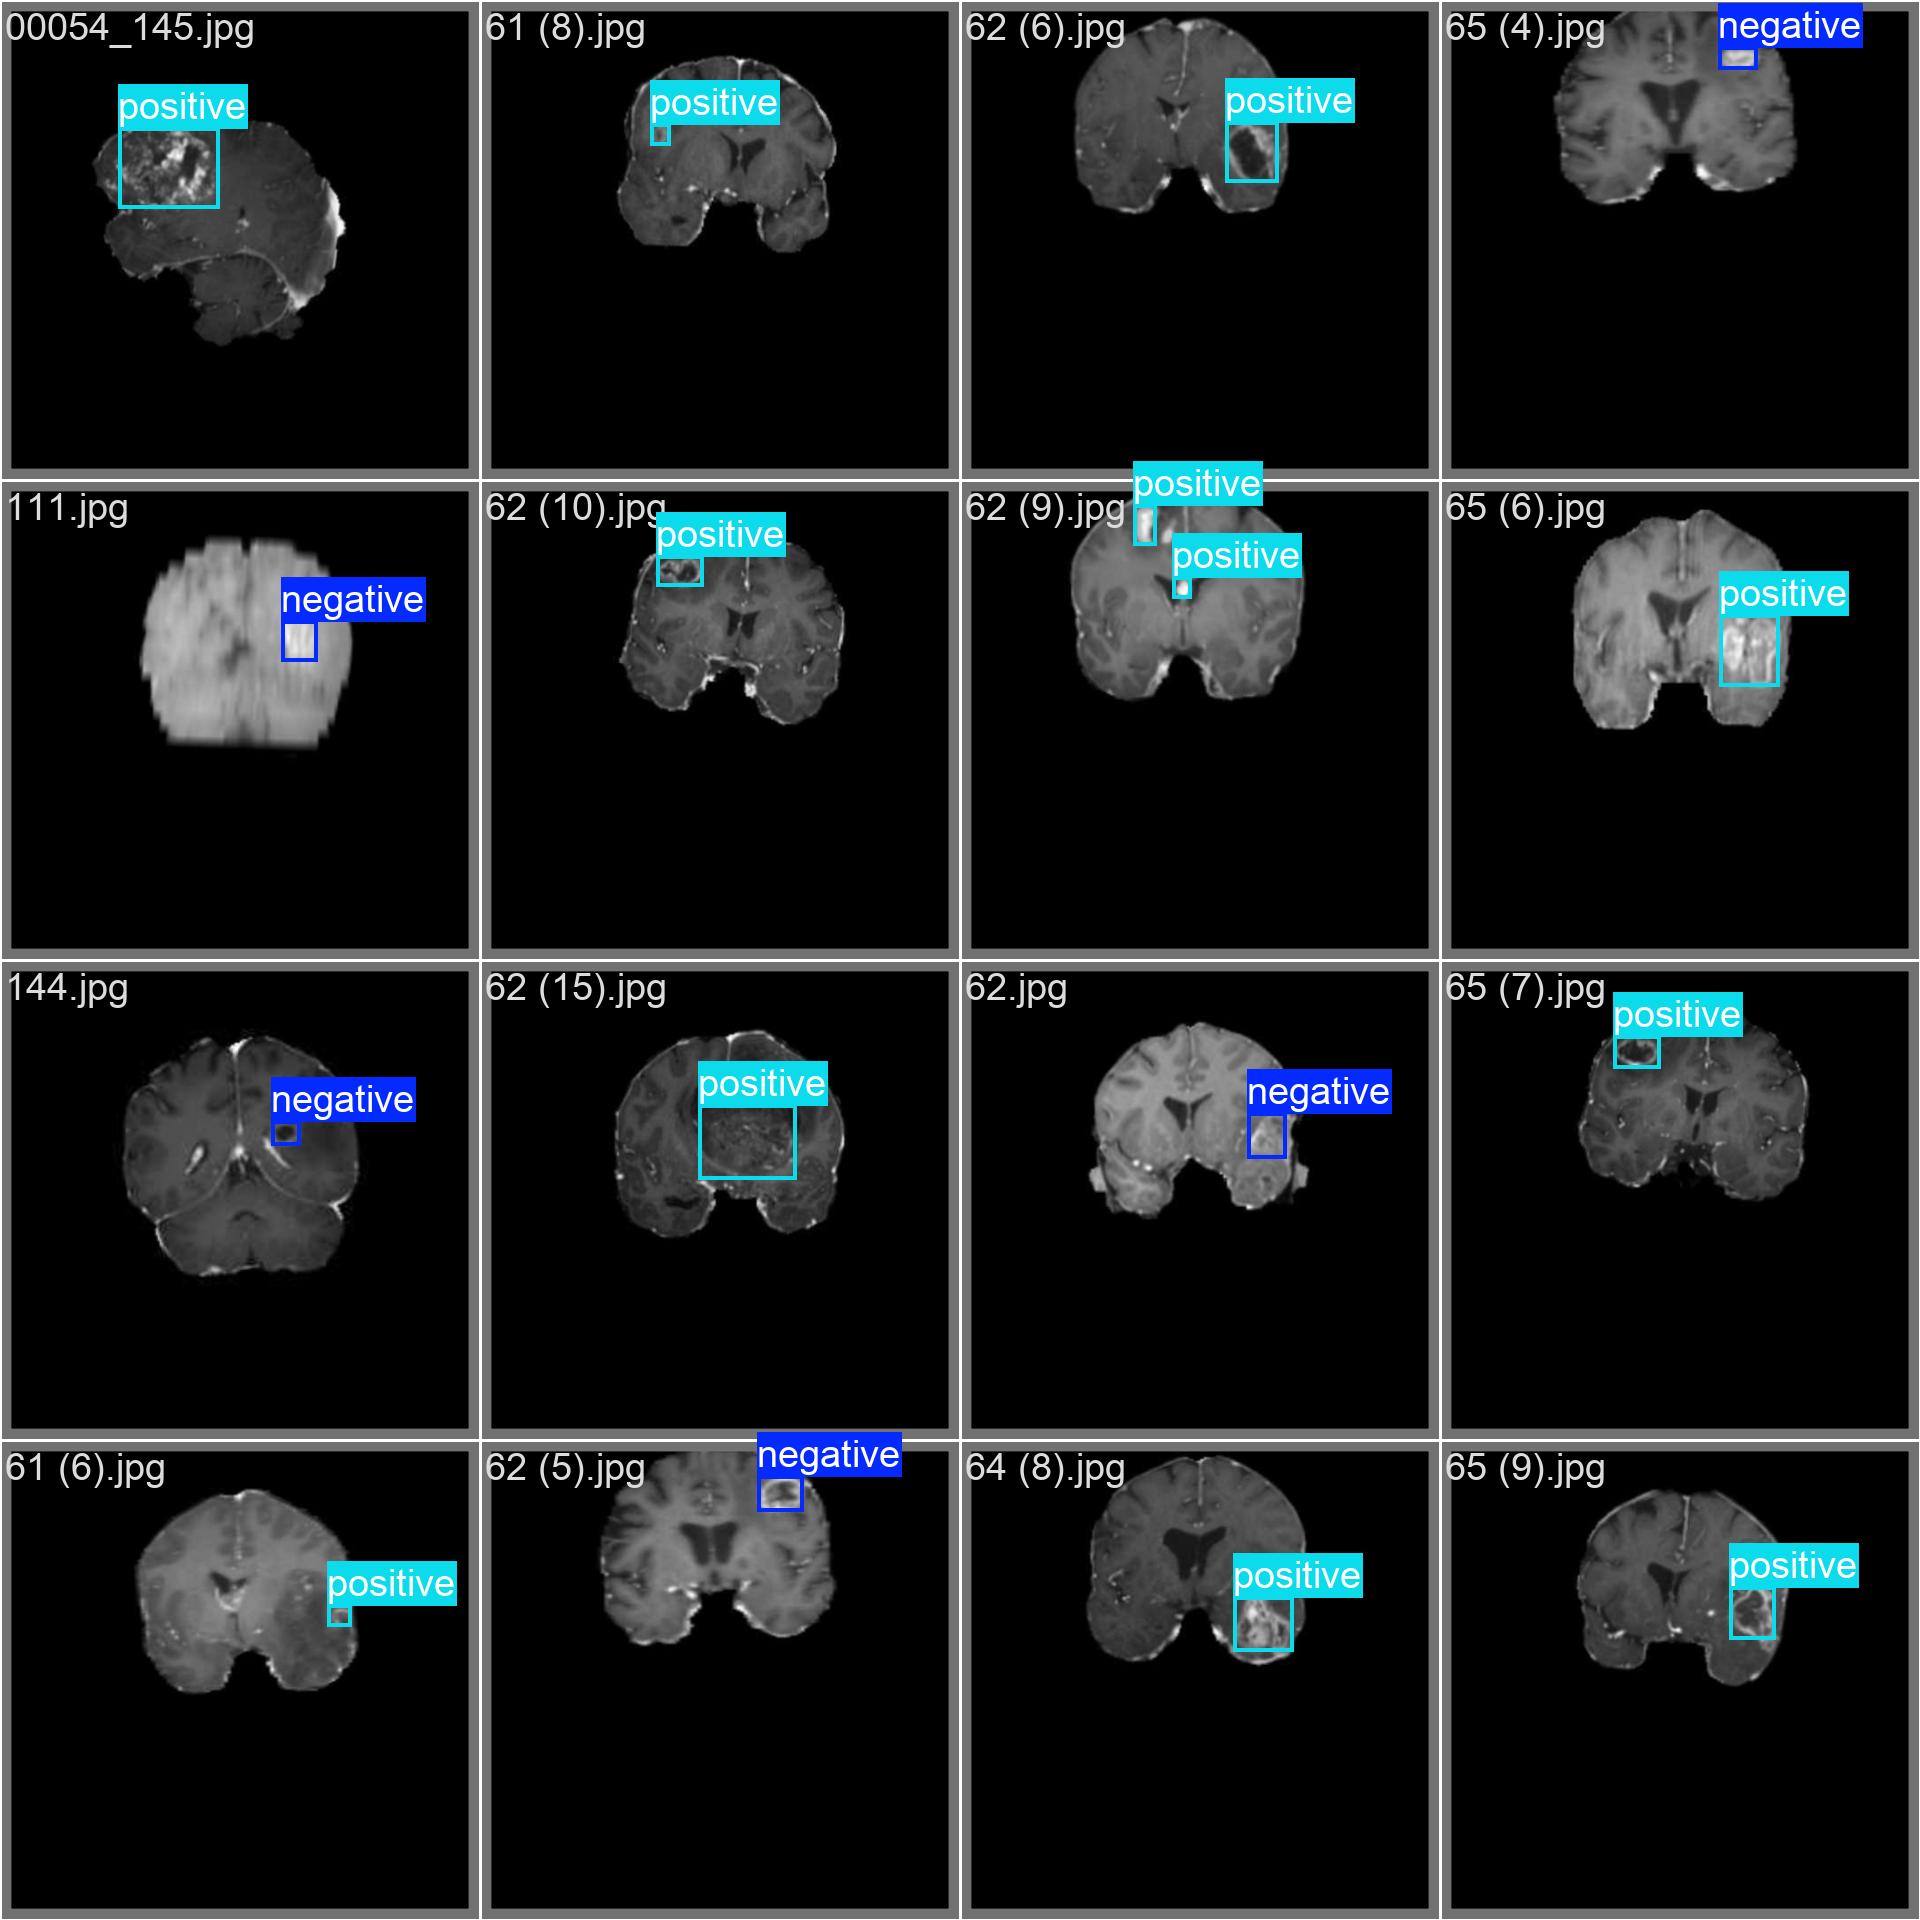 00054_145.jpg
positive
61 (8).jpg
positive
62 (6).jpg
positive
65 (4).jpg
negative
111.jpg
negative
62 (10).jpg
positive
62 (9).jpg
positive
positive
65 (6).jpg
positive
144.jpg
negative
62 (15).jpg
positive
62.jpg
negative
65 (7).jpg
positive
61 (6).jpg
positive
62 (5).jpg
negative
64 (8).jpg
positive
65 (9).jpg
positive